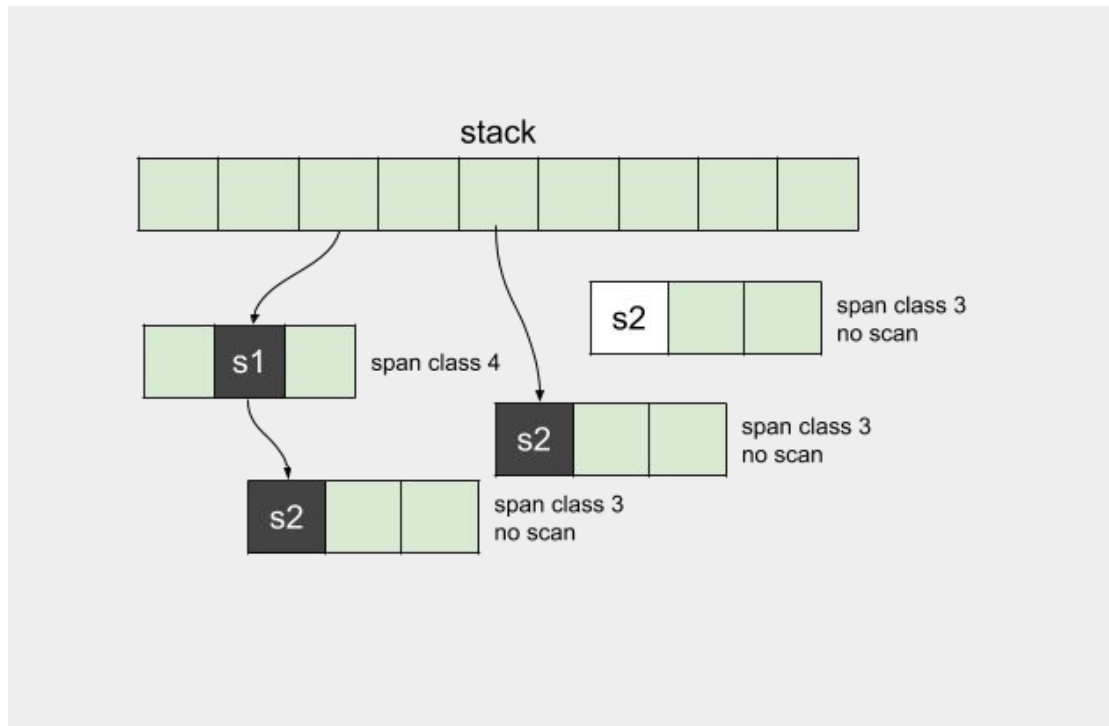 stack
s2
span class 3
no scan
s1
span class 4
s2
span class 3
no scan
s2
span class 3
no scan